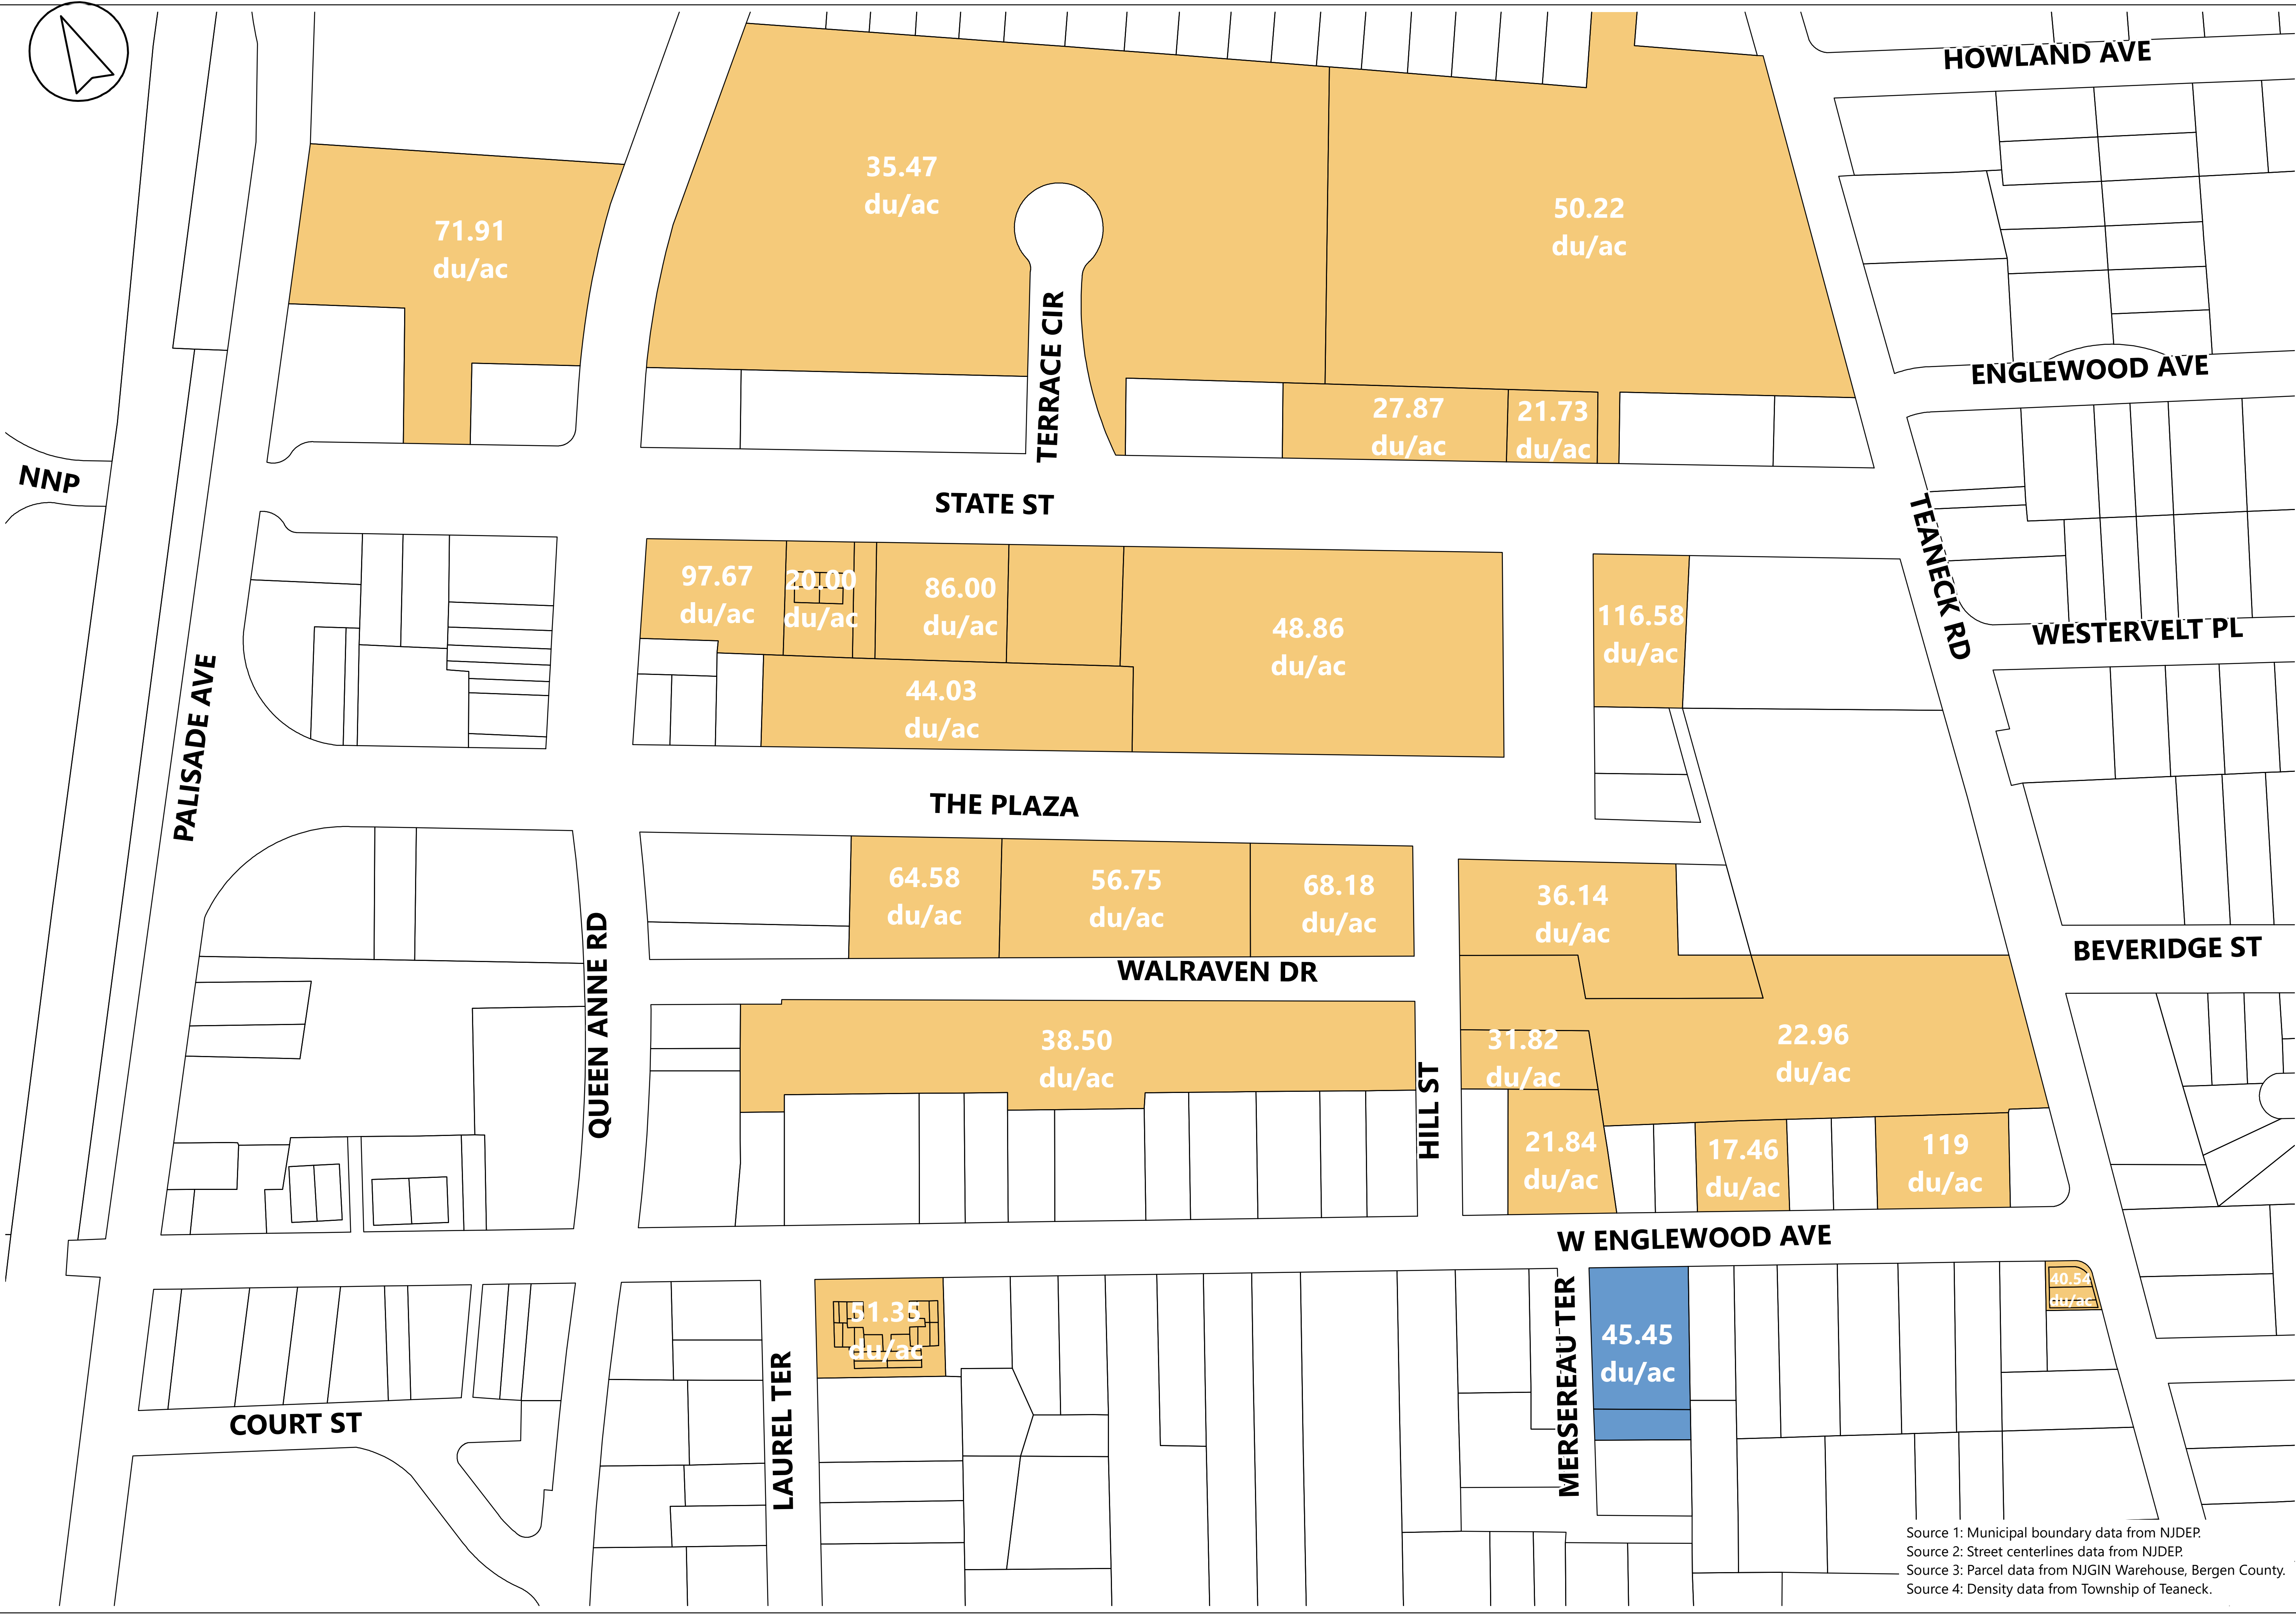 HOWLAND AVE
35.47
du/ac
50.22
du/ac
71.91
du/ac
ENGLEWOOD AVE
TERRACE CIR
27.87
du/ac
21.73
du/ac
NNP
STATE ST
TEANECK RD
97.67
du/ac
20.00
du/ac
86.00
du/ac
48.86
du/ac
116.58
du/ac
WESTERVELT PL
44.03
du/ac
PALISADE AVE
THE PLAZA
64.58
du/ac
56.75
du/ac
68.18
du/ac
36.14
du/ac
BEVERIDGE ST
QUEEN ANNE RD
WALRAVEN DR
38.50
du/ac
31.82
du/ac
22.96
du/ac
HILL ST
21.84
du/ac
17.46
du/ac
119
du/ac
W ENGLEWOOD AVE
40.54
du/ac
51.35
du/ac
MERSEREAU TER
45.45
du/ac
LAUREL TER
COURT ST
Source 1: Municipal boundary data from NJDEP.
Source 2: Street centerlines data from NJDEP.
Source 3: Parcel data from NJGIN Warehouse, Bergen County.
Source 4: Density data from Township of Teaneck.